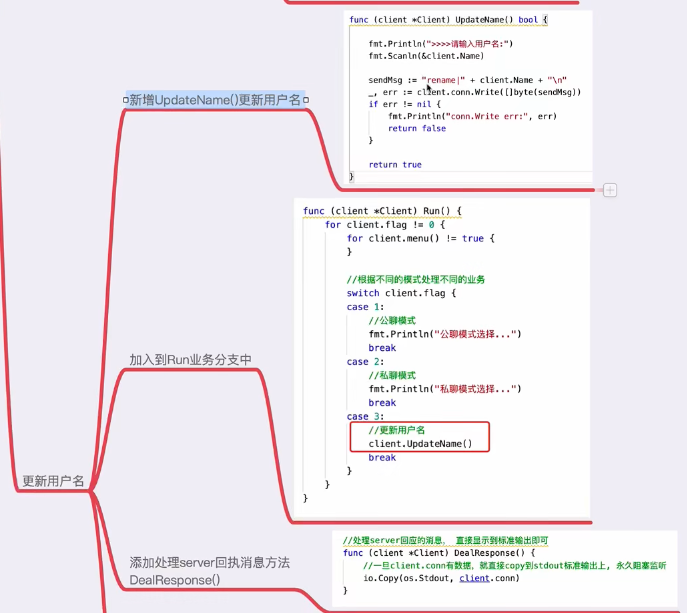 func (client *Client) UpdateName() bool {
fmt.Println(">>>>请输入用户名:")
fmt.Scanln(&client.Name)
sendMsg := "rename|" + client.Name + "\n"
_, err := client.conn.Write([]byte(sendMsg))
if err != nil {
fmt.Println("conn.Write err:", err)
return false
}
return true
}
新增UpdateName()更新用户名
func (client *Client) Run() {
for client.flag != 0 {
for client.menu() != true {
}
//根据不同的模式处理不同的业务
switch client.flag {
case 1:
//公聊模式
fmt.Println("公聊模式选择...")
break
case 2:
//私聊模式
fmt.Println("私聊模式选择...")
break
case 3:
//更新用户名
client.UpdateName()
break
}
}
}
加入到Run业务分支中
更新用户名
添加处理server回执消息方法
DealResponse()
//处理server回应的消息， 直接显示到标准输出即可
func (client *Client) DealResponse() {
//一旦client.conn有数据，就直接copy到stdout标准输出上, 永久阻塞监听
io.Copy(os.Stdout, client.conn)
}